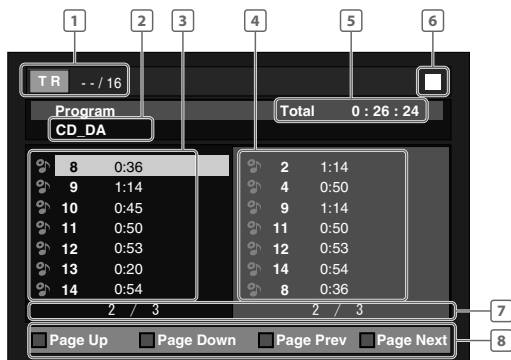 1 2 3 4 5 6
TR --/16
Program Total 0:26:24
CD_DA
8 0:36 2 1:14
9 1:14 4 0:50
10 0:45 9 1:14
11 0:50 11 0:50
12 0:53 12 0:53
13 0:20 14 0:54
14 0:54 8 0:36
2 / 3 2 / 3
7
Page Up Page Down Page Prev Page Next
8